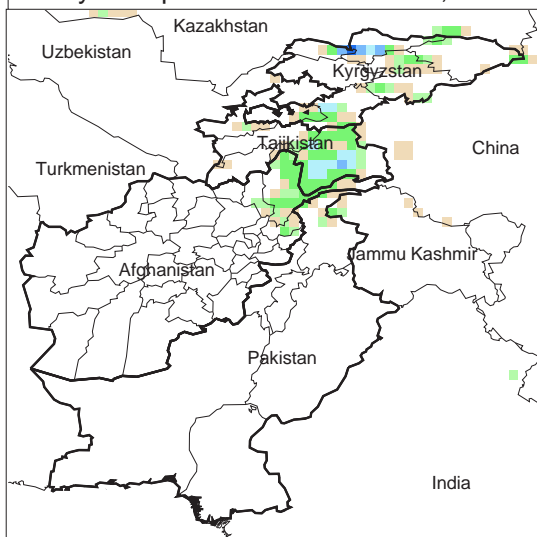 Kazakhstan
Uzbekistan
Kyrgyzstan
Tajikistan
China
Turkmenistan
Jammu Kashmir
Afghanistan
Pakistan
India